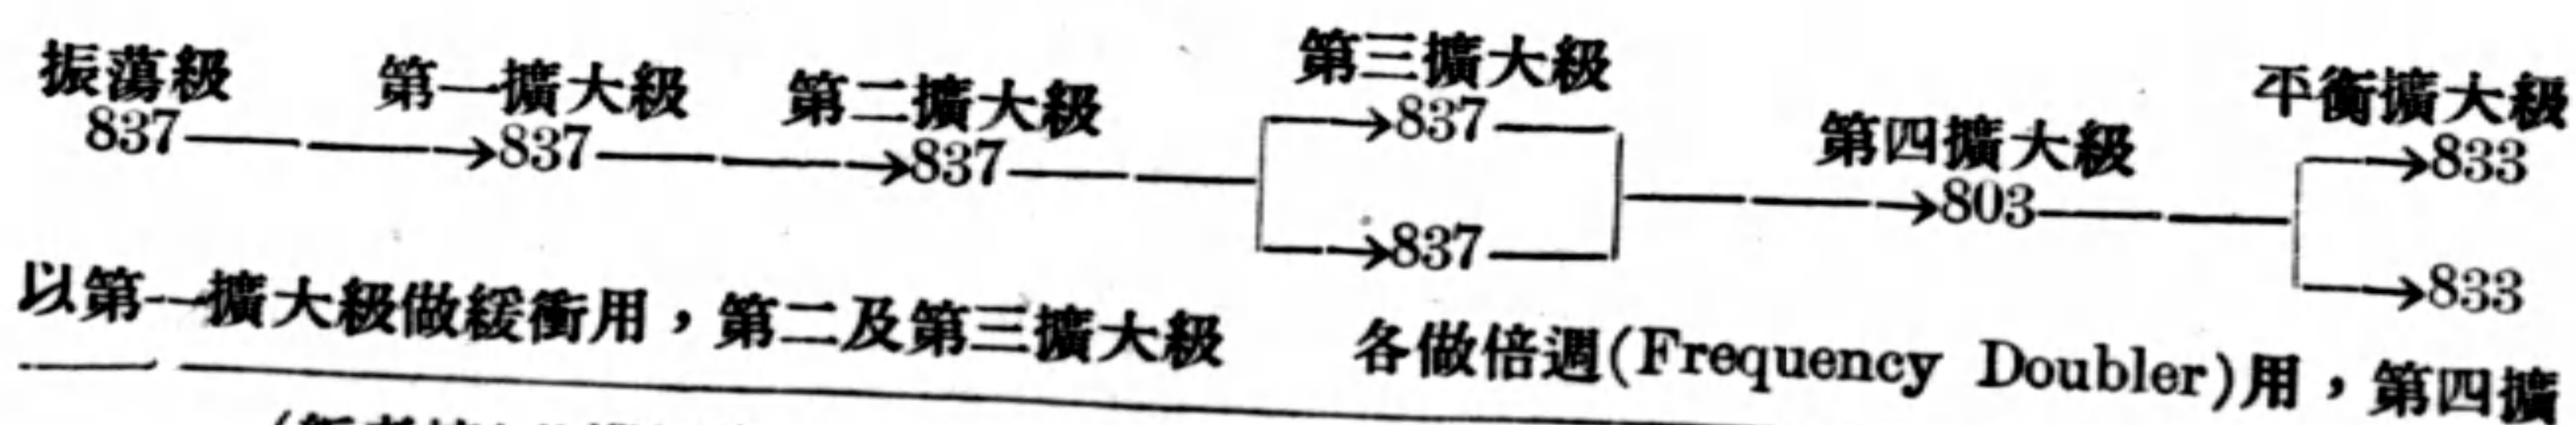 振蕩級 第一擴大級 第二擴大級 第三擴大級 第四擴大級 平衡擴大級
837 → 837 → 837 → 837 → 803 → 833
→ 837 → 833
以第一擴大級做緩衝用，第二及第三擴大級 各做倍週(Frequency Doubler)用，第四擴